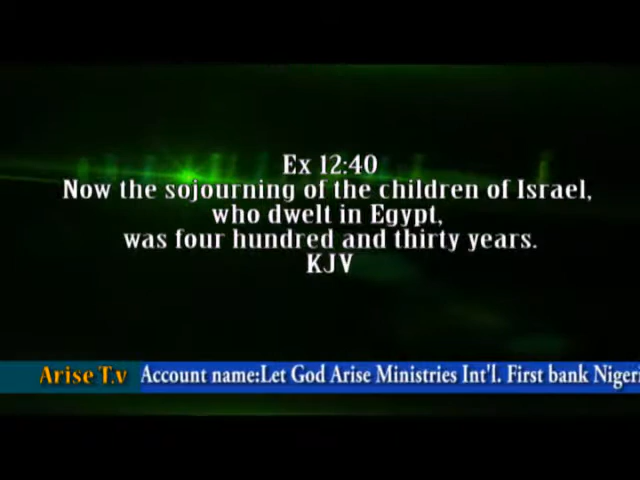 Ex 12:40
Now the sojourning of the children of Israel,
who dwelt in Egypt,
was four hundred and thirty years.
KJV
Arise T.v Account name:Let God Arise Ministries Int'l. First bank Nigeri